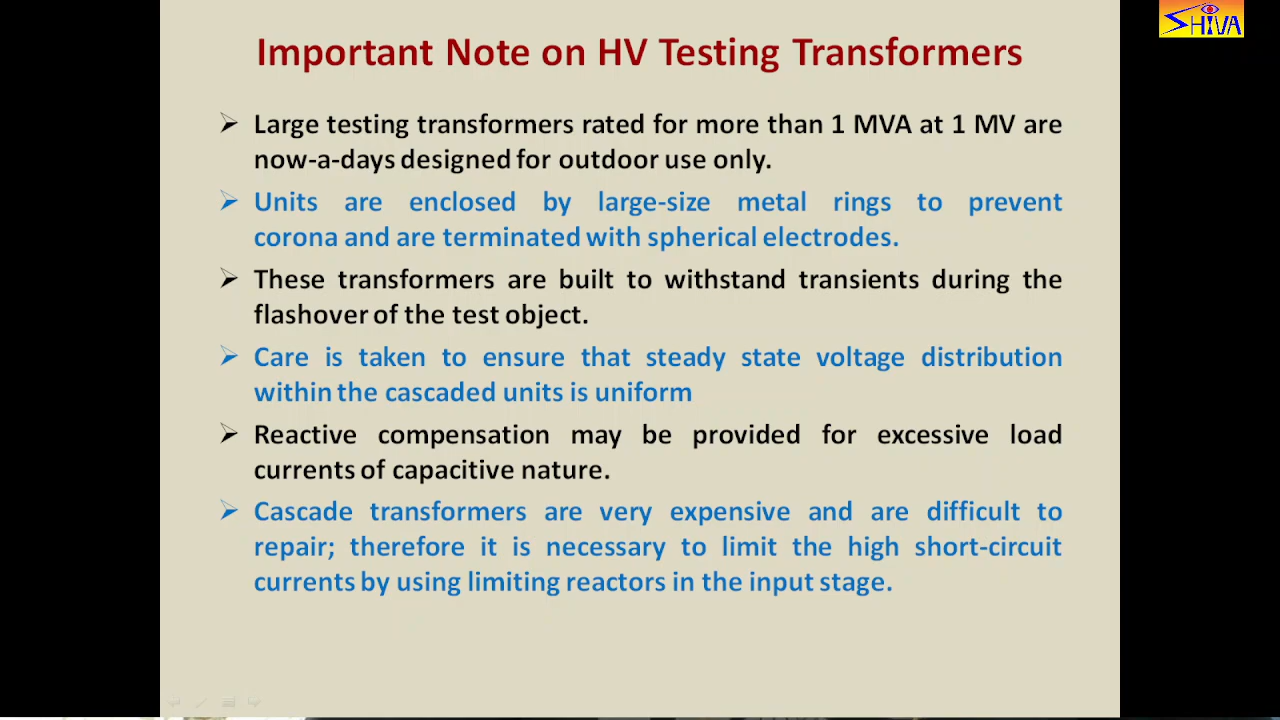 SHIVA
Important Note on HV Testing Transformers
Large testing transformers rated for more than 1 MVA at 1 MV are
now-a-days designed for outdoor use only.
Units are enclosed by large-size metal rings to prevent
corona and are terminated with spherical electrodes.
These transformers are built to withstand transients during the
flashover of the test object.
Care is taken to ensure that steady state voltage distribution
within the cascaded units is uniform
Reactive compensation may be provided for excessive load
currents of capacitive nature.
Cascade transformers are very expensive and are difficult to
repair; therefore it is necessary to limit the high short-circuit
currents by using limiting reactors in the input stage.